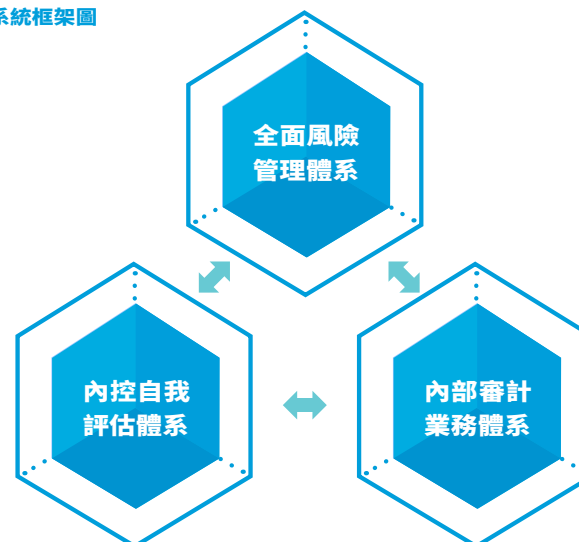 系統框架圖
全面風險
管理體系
內控自我
評估體系
內部審計
業務體系